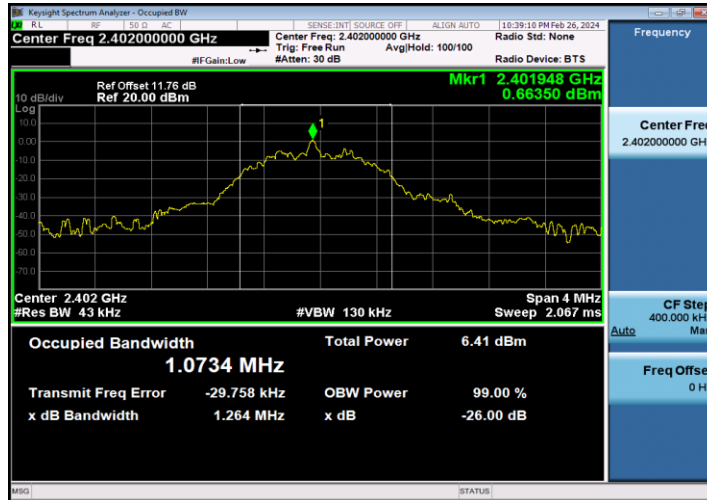 Keysight Spectrum Analyzer - Occupied BW
RL RF 50 Ω AC SENSE:INT SOURCE OFF ALIGN AUTO 10:39:10 PM Feb 26, 2024
Center Freq 2.402000000 GHz
Center Freq: 2.402000000 GHz Radio Std: None
Trig: Free Run Avg|Hold: 100/100
#IFGain:Low #Atten: 30 dB Radio Device: BTS
Frequency
Ref Offset 11.76 dB Mkr1 2.401948 GHz
10 dB/div Ref 20.00 dBm 0.66350 dBm
Log
10.0
0.00
-10.0
-20.0
-30.0
-40.0
-50.0
-60.0
-70.0
1
Center Freq
2.402000000 GH
Center 2.402 GHz Span 4 MHz
#Res BW 43 kHz #VBW 130 kHz Sweep 2.067 ms
CF Step
400.000 kH
Auto Ma
Occupied Bandwidth Total Power 6.41 dBm
1.0734 MHz
Transmit Freq Error -29.758 kHz OBW Power 99.00 %
x dB Bandwidth 1.264 MHz x dB -26.00 dB
Freq Offse
0 H
MSG STATUS